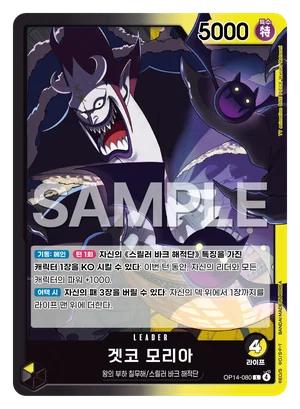 5000
특수
特
SAMPLE
기동: 메인 턴 1회 자신의 《스릴러 바크 해적단》 특징을 가진
캐릭터 1장을 KO 시킬 수 있다: 이번 턴 동안, 자신의 리더와 모든
캐릭터의 파워 +1000.
어택 시 자신의 패 3장을 버릴 수 있다: 자신의 덱 위에서 1장까지를
라이프 맨 위에 더한다.
LEADER
겟코 모리아
4
라이프
왕의 부하 칠무해/스릴러 바크 해적단
OP14-080 L